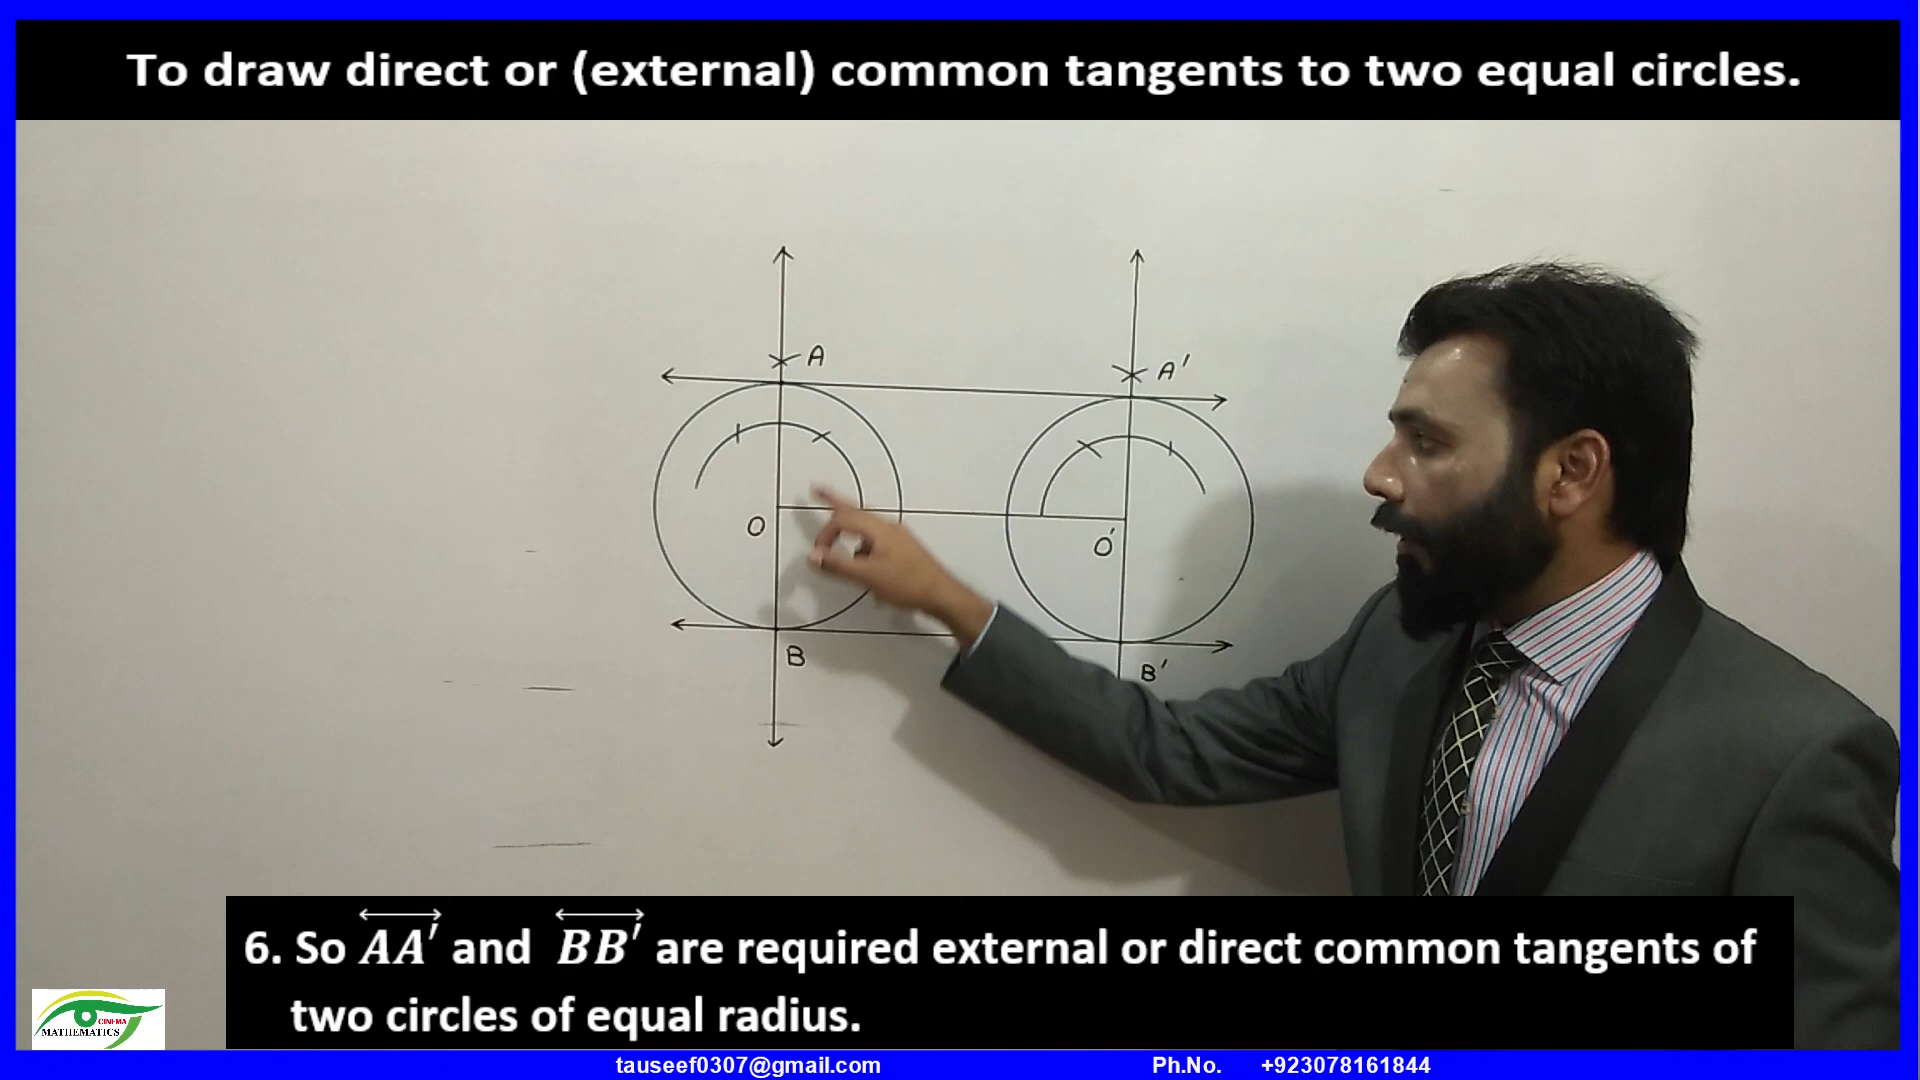 To draw direct or (external) common tangents to two equal circles.
A
A'
O
O'
B
B'
6. So AA' and BB' are required external or direct common tangents of
two circles of equal radius.
CINEMA
MATHEMATICS
tauseef0307@gmail.com Ph.No. +923078161844